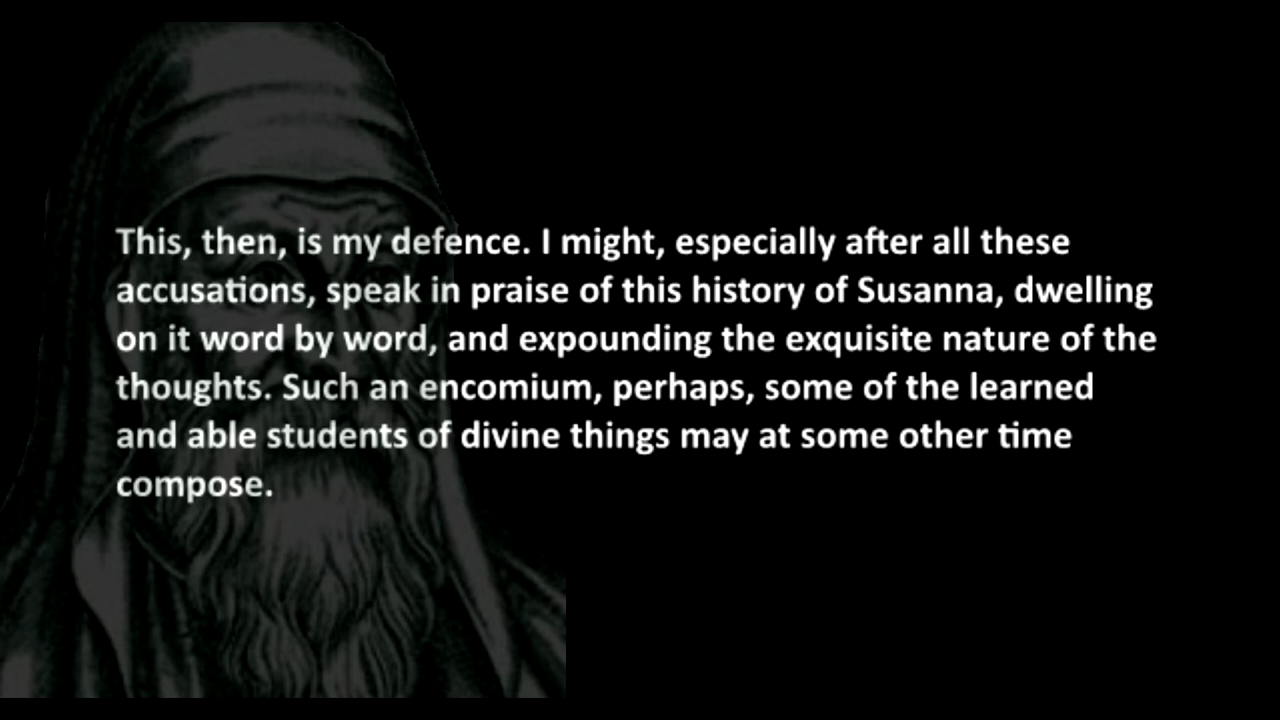 This, then, is my defence. I might, especially after all these
accusations, speak in praise of this history of Susanna, dwelling
on it word by word, and expounding the exquisite nature of the
thoughts. Such an encomium, perhaps, some of the learned
and able students of divine things may at some other time
compose.